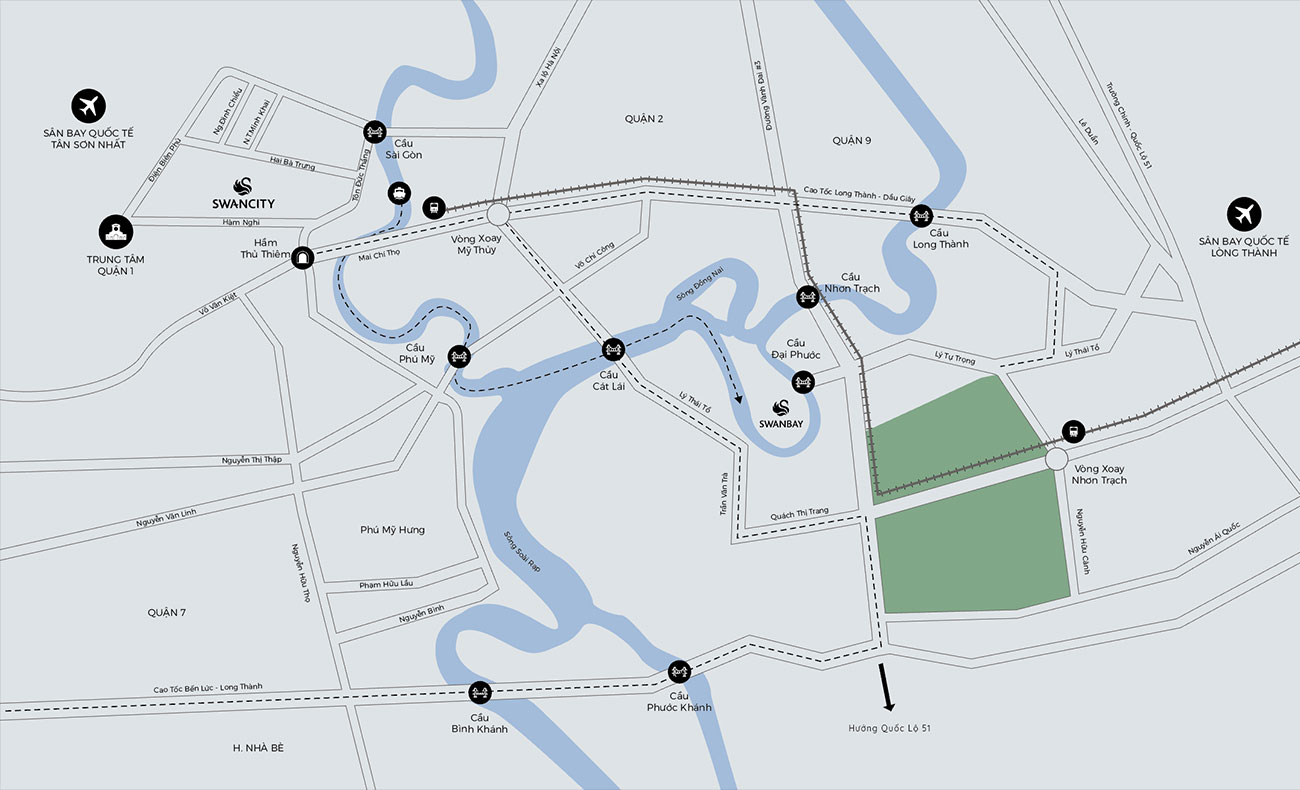 SÂN BAY QUỐC TẾ
TÂN SƠN NHẤT
Điện Biên Phủ
Ng.Đình Chiểu
N.T.Minh Khai
Hai Bà Trưng
Tôn Đức Thắng
SWANCITY
Hàm Nghi
TRUNG TÂM
QUẬN 1
Hầm
Thủ Thiêm
Cầu
Sài Gòn
Xa lộ Hà Nội
QUẬN 2
Đường Vành Đai #3
QUẬN 9
Lê Duẩn
Trường Chinh - Quốc Lộ 51
Cao Tốc Long Thành - Dầu Giây
Cầu
Long Thành
SÂN BAY QUỐC TẾ
LONG THÀNH
Mai Chí Thọ
Vòng Xoay
Mỹ Thủy
Võ Chí Công
Sông Đồng Nai
Cầu
Nhơn Trạch
Võ Văn Kiệt
Cầu
Phú Mỹ
Cầu
Cát Lái
Cầu
Đại Phước
SWANBAY
Lý Tự Trọng
Lý Thái Tổ
Lý Thái Tổ
Nguyễn Thị Thập
Trần Văn Trà
Quách Thị Trang
Vòng Xoay
Nhơn Trạch
Nguyễn Văn Linh
Phú Mỹ Hưng
Nguyễn Hữu Thọ
Sông Soài Rạp
Nguyễn Hữu Cảnh
Nguyễn Ái Quốc
Phạm Hữu Lầu
Nguyễn Bình
QUẬN 7
Cao Tốc Bến Lức - Long Thành
Cầu
Bình Khánh
Cầu
Phước Khánh
Hướng Quốc Lộ 51
H. NHÀ BÈ